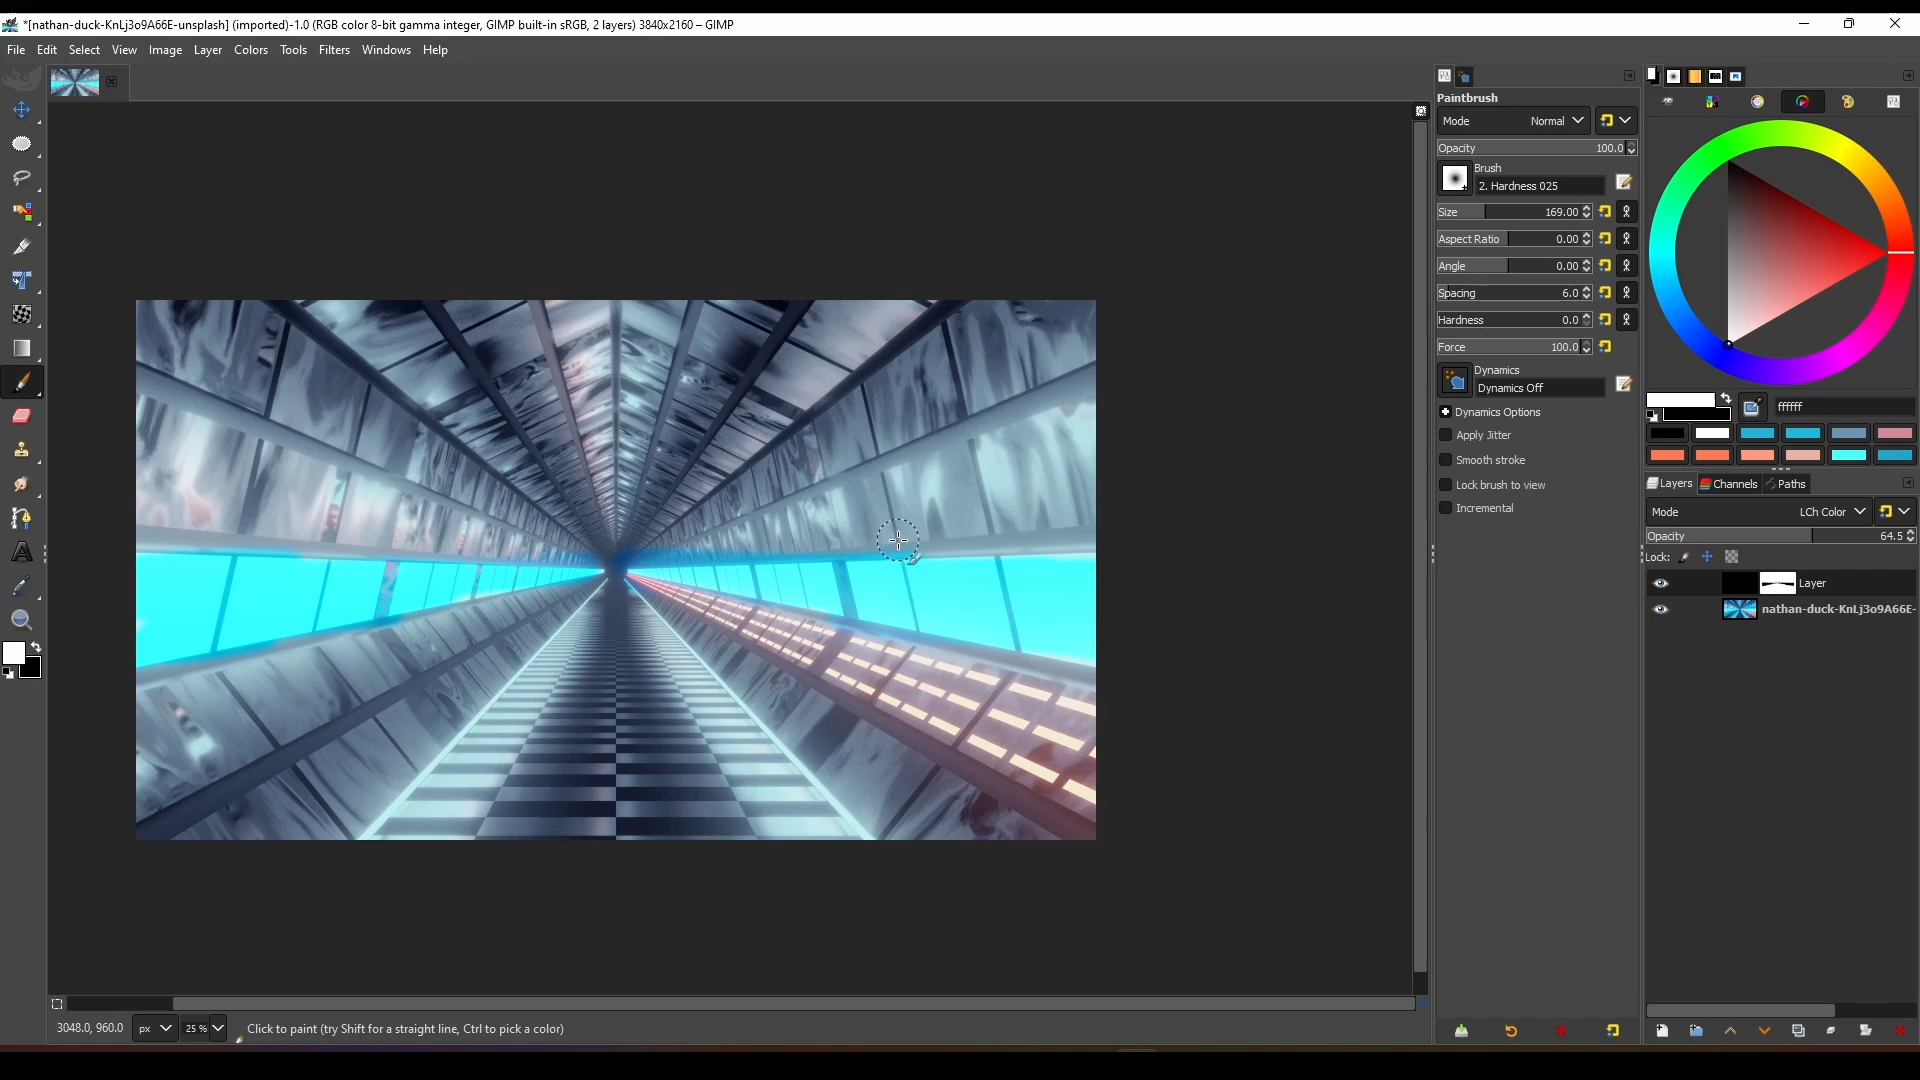 *[nathan-duck-KnLj3o9A66E-unsplash] (imported)-1.0 (RGB color 8-bit gamma integer, GIMP built-in sRGB, 2 layers) 3840x2160 – GIMP
File Edit Select View Image Layer Colors Tools Filters Windows Help
Paintbrush
Mode Normal
Opacity 100.0
Brush
2. Hardness 025
Size 169.00
Aspect Ratio 0.00
Angle 0.00
Spacing 6.0
Hardness 0.0
Force 100.0
Dynamics
Dynamics Off
Dynamics Options
Apply Jitter
Smooth stroke
Lock brush to view
Incremental
ffffff
Layers Channels Paths
Mode LCh Color
Opacity 64.5
Lock:
Layer
nathan-duck-KnLj3o9A66E-
3048.0, 960.0 px 25 % Click to paint (try Shift for a straight line, Ctrl to pick a color)